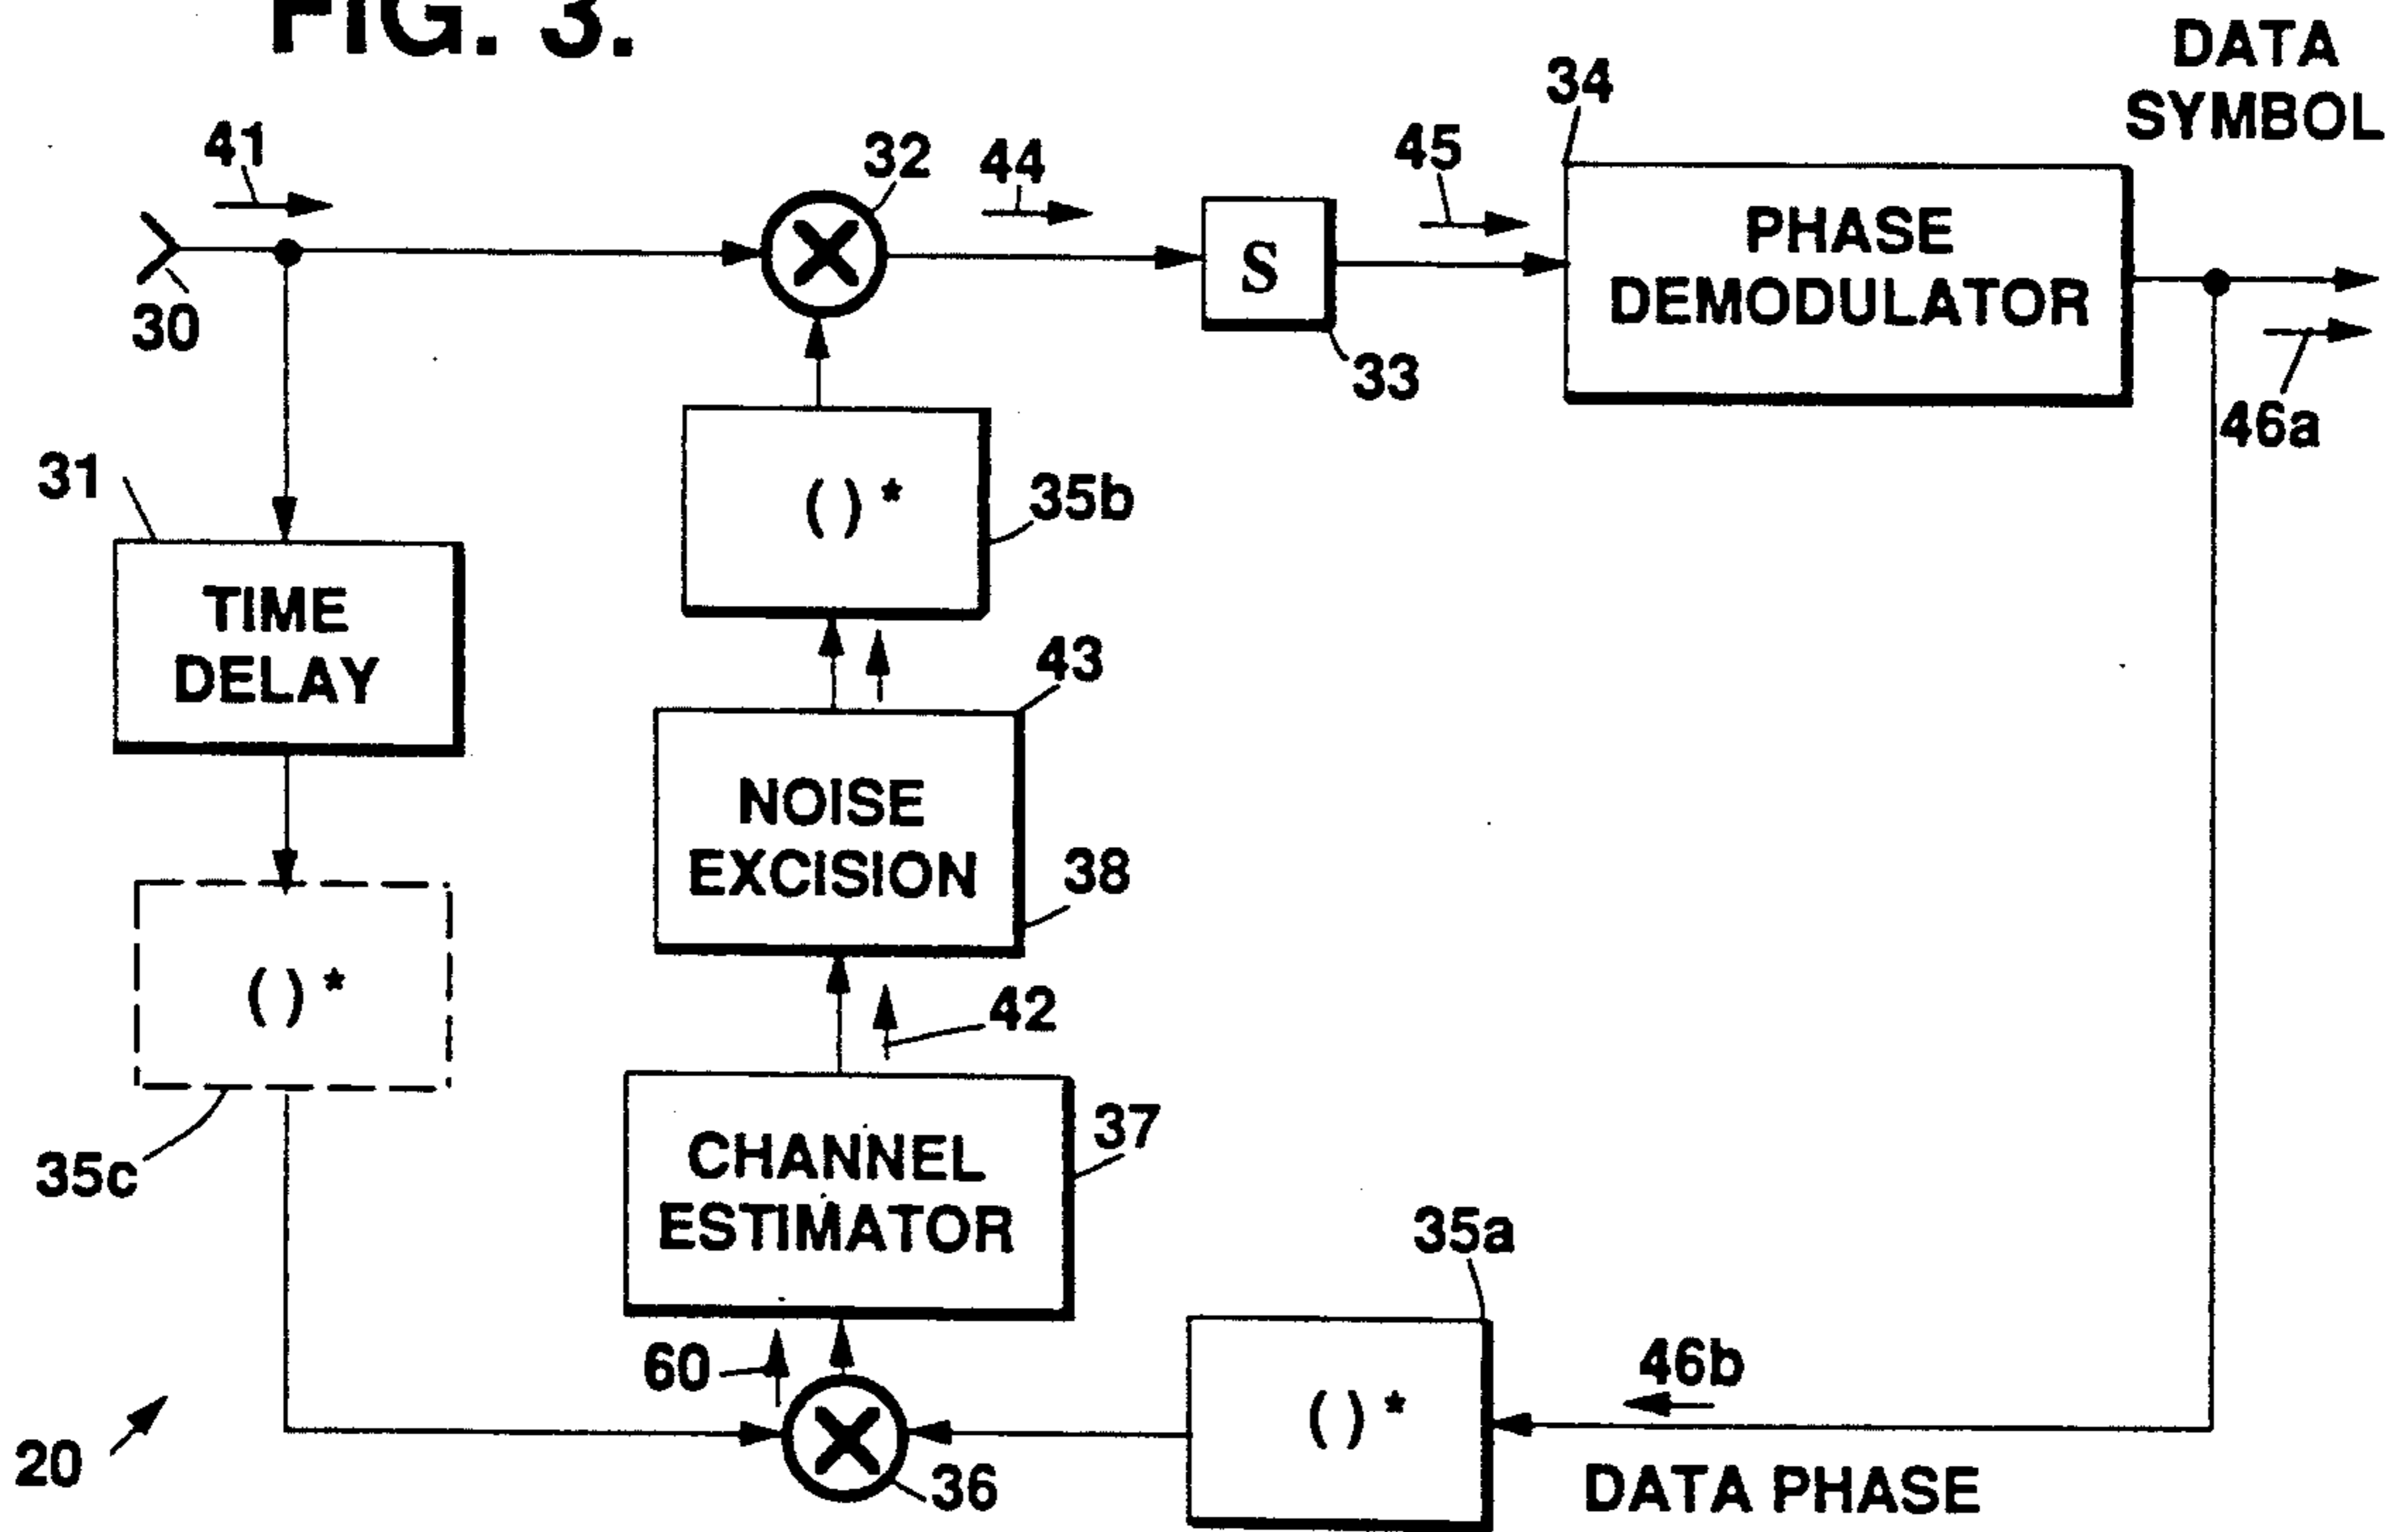 FIG. 3.
DATA
SYMBOL
41
32
44
45
34
30
S
33
PHASE
DEMODULATOR
46a
31
( ) *
35b
TIME
DELAY
43
NOISE
EXCISION
38
( ) *
42
35c
CHANNEL
ESTIMATOR
37
35a
60
( ) *
46b
20
36
DATA PHASE